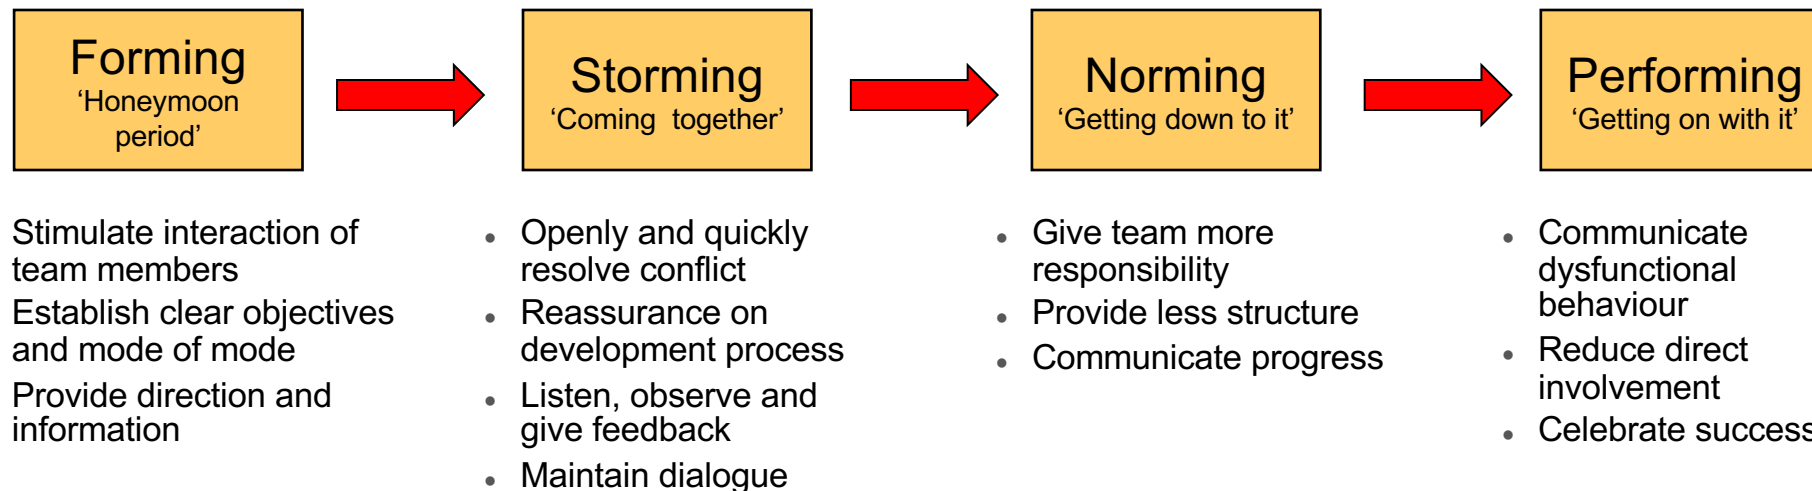 Forming
‘Honeymoon
period’
Storming
‘Coming together’
Norming
‘Getting down to it’
Performing
‘Getting on with it’
Stimulate interaction of
team members
Establish clear objectives
and mode of mode
Provide direction and
information
• Openly and quickly
resolve conflict
• Reassurance on
development process
• Listen, observe and
give feedback
• Maintain dialogue
• Give team more
responsibility
• Provide less structure
• Communicate progress
• Communicate
dysfunctional
behaviour
• Reduce direct
involvement
• Celebrate success